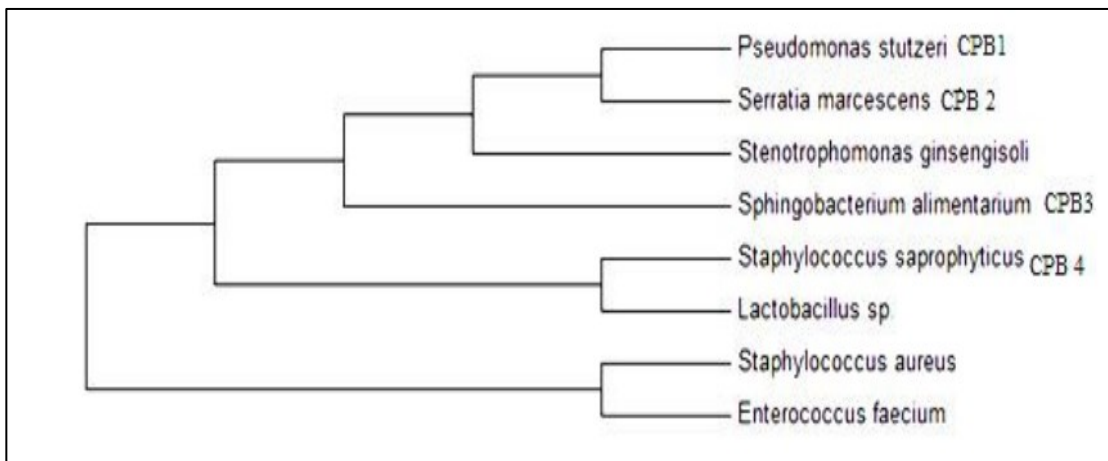 Pseudomonas stutzeri CPB1
Serratia marcescens CPB 2
Stenotrophomonas ginsengisoli
Sphingobacterium alimentarium CPB3
Staphylococcus saprophyticus CPB 4
Lactobacillus sp
Staphylococcus aureus
Enterococcus faecium